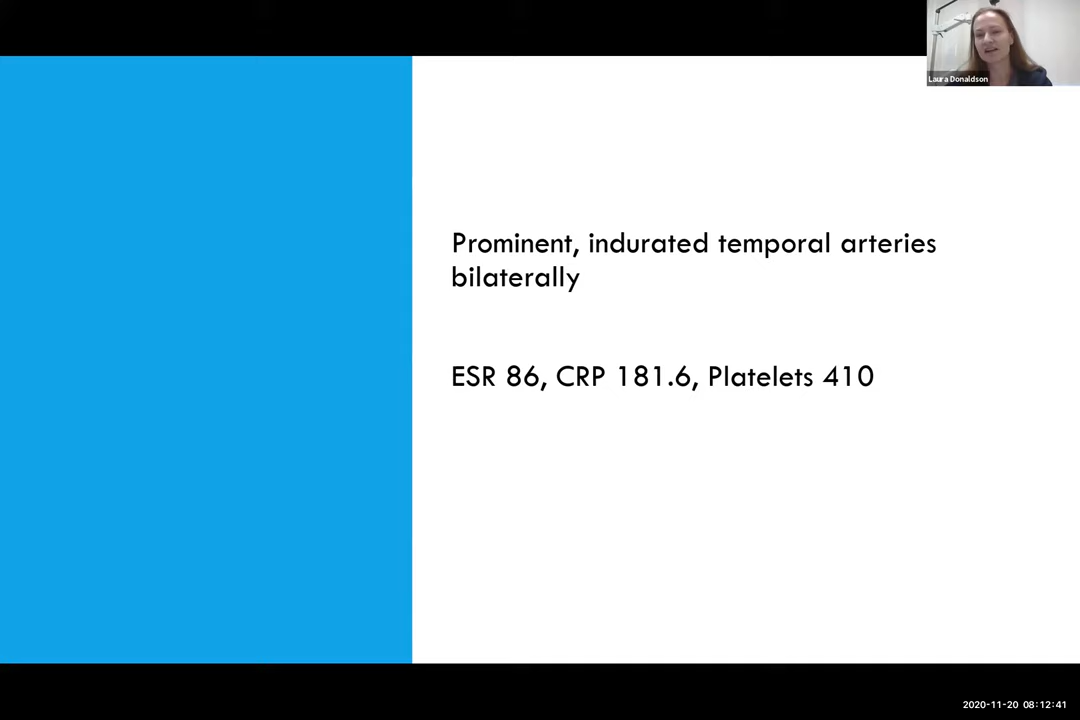 Laura Donaldson
Prominent, indurated temporal arteries
bilaterally
ESR 86, CRP 181.6, Platelets 410
2020-11-20 08:12:41